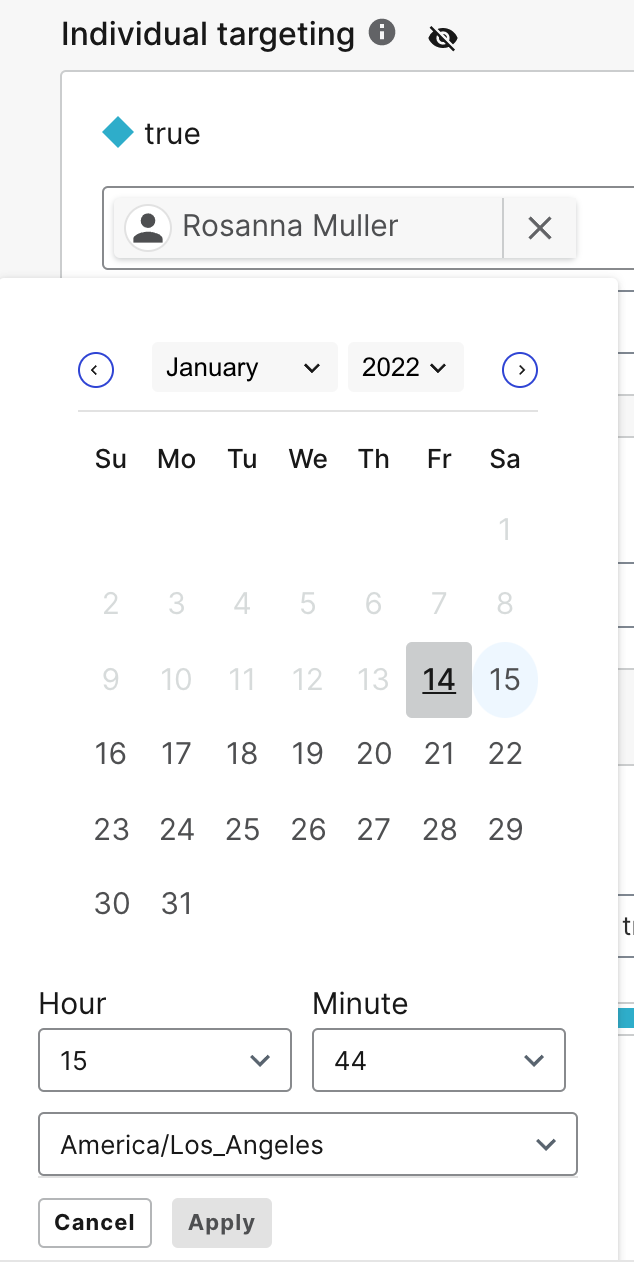 Individual targeting
true
Rosanna Muller
January 2022
Su Mo Tu We Th Fr Sa
1
2 3 4 5 6 7 8
9 10 11 12 13 14 15
16 17 18 19 20 21 22
23 24 25 26 27 28 29
30 31
Hour Minute
15 44
America/Los_Angeles
Cancel Apply